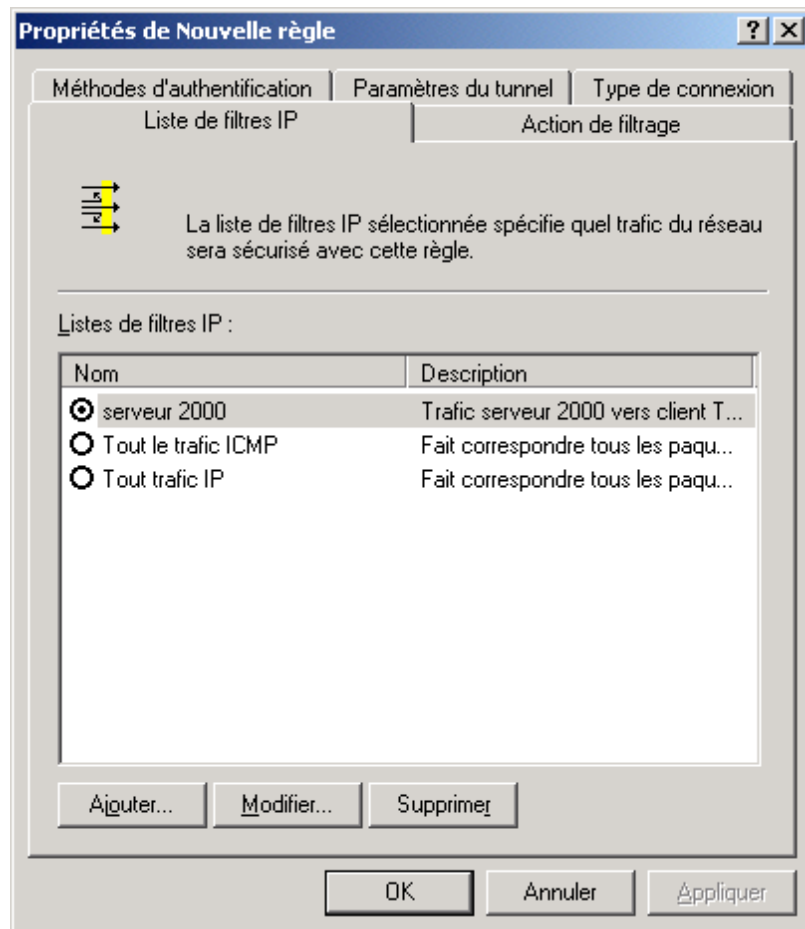 Propriétés de Nouvelle règle
Méthodes d'authentification Paramètres du tunnel Type de connexion
Liste de filtres IP Action de filtrage
La liste de filtres IP sélectionnée spécifie quel trafic du réseau
sera sécurisé avec cette règle.
Listes de filtres IP :
Nom Description
serveur 2000 Trafic serveur 2000 vers client T...
Tout le trafic ICMP Fait correspondre tous les paqu...
Tout trafic IP Fait correspondre tous les paqu...
Ajouter... Modifier... Supprimer
OK Annuler Appliquer